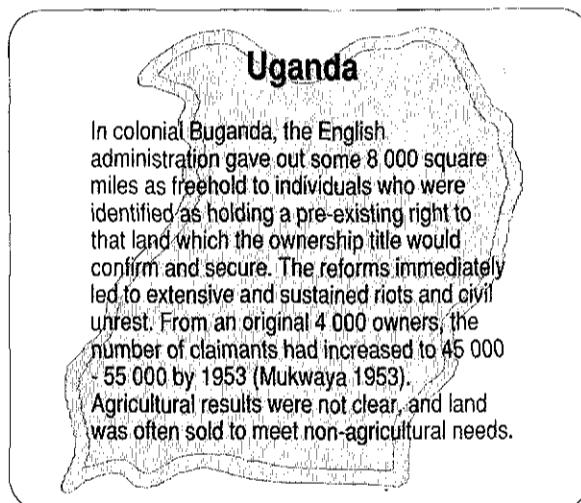 Uganda
In colonial Buganda, the English
administration gave out some 8 000 square
miles as freehold to individuals who were
identified as holding a pre-existing right to
that land which the ownership title would
confirm and secure. The reforms immediately
led to extensive and sustained riots and civil
unrest. From an original 4 000 owners, the
number of claimants had increased to 45 000
- 55 000 by 1953 (Mukwaya 1953).
Agricultural results were not clear, and land
was often sold to meet non-agricultural needs.